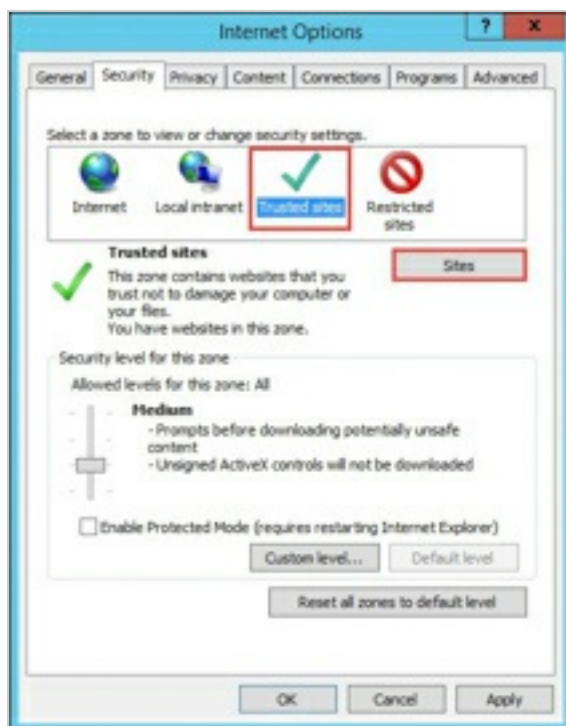 Internet Options
? x
General Security Privacy Content Connections Programs Advanced
Select a zone to view or change security settings.
Internet Local intranet Trusted sites Restricted
sites
Trusted sites
Sites
This zone contains websites that you
trust not to damage your computer or
your files.
You have websites in this zone.
Security level for this zone
Allowed levels for this zone: All
Medium
- Prompts before downloading potentially unsafe
content
- Unsigned ActiveX controls will not be downloaded
Enable Protected Mode (requires restarting Internet Explorer)
Custom level... Default level
Reset all zones to default level
OK Cancel Apply